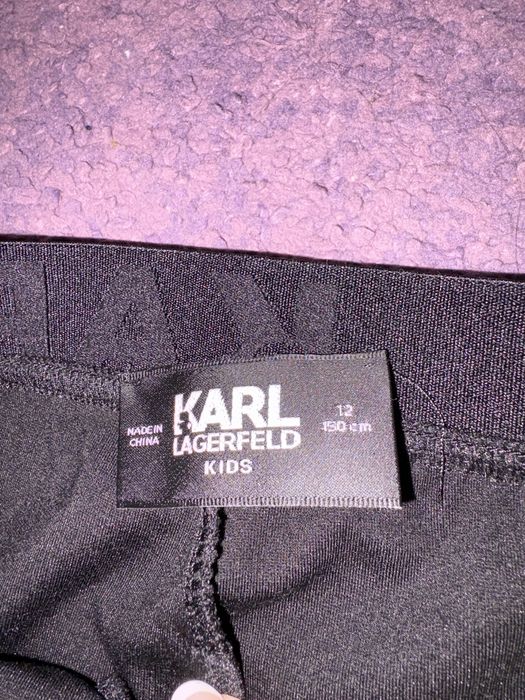 MADE IN
CHINA
KARL
LAGERFELD
KIDS
12
150 cm